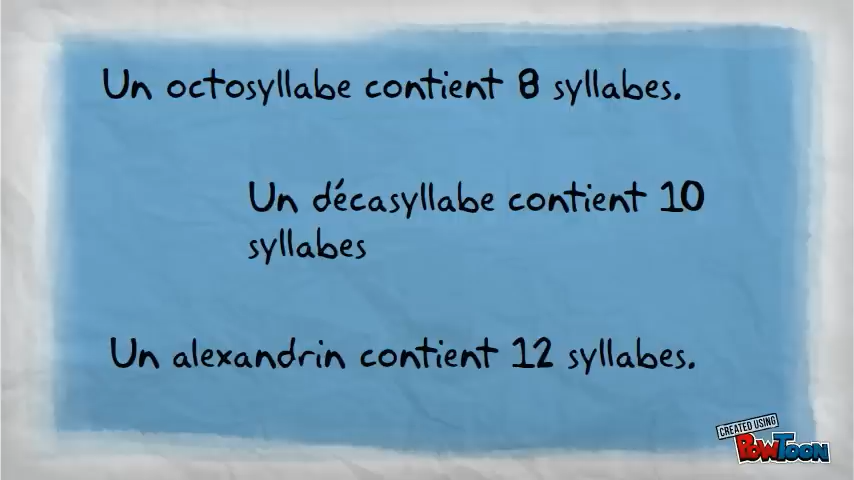 Un octosyllabe contient 8 syllabes.
Un décasyllabe contient 10
syllabes
Un alexandrin contient 12 syllabes.
CREATED USING
POWTOON